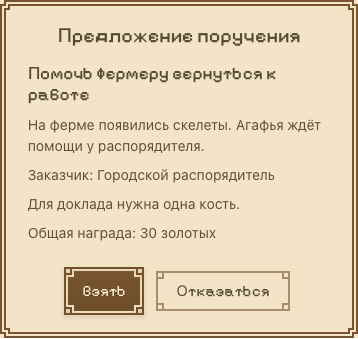 Предложение поручения
Помочь фермеру вернуться к
работе
На ферме появились скелеты. Агафья ждёт
помощи у распорядителя.
Заказчик: Городской распорядитель
Для доклада нужна одна кость.
Общая награда: 30 золотых
Взять
Отказаться